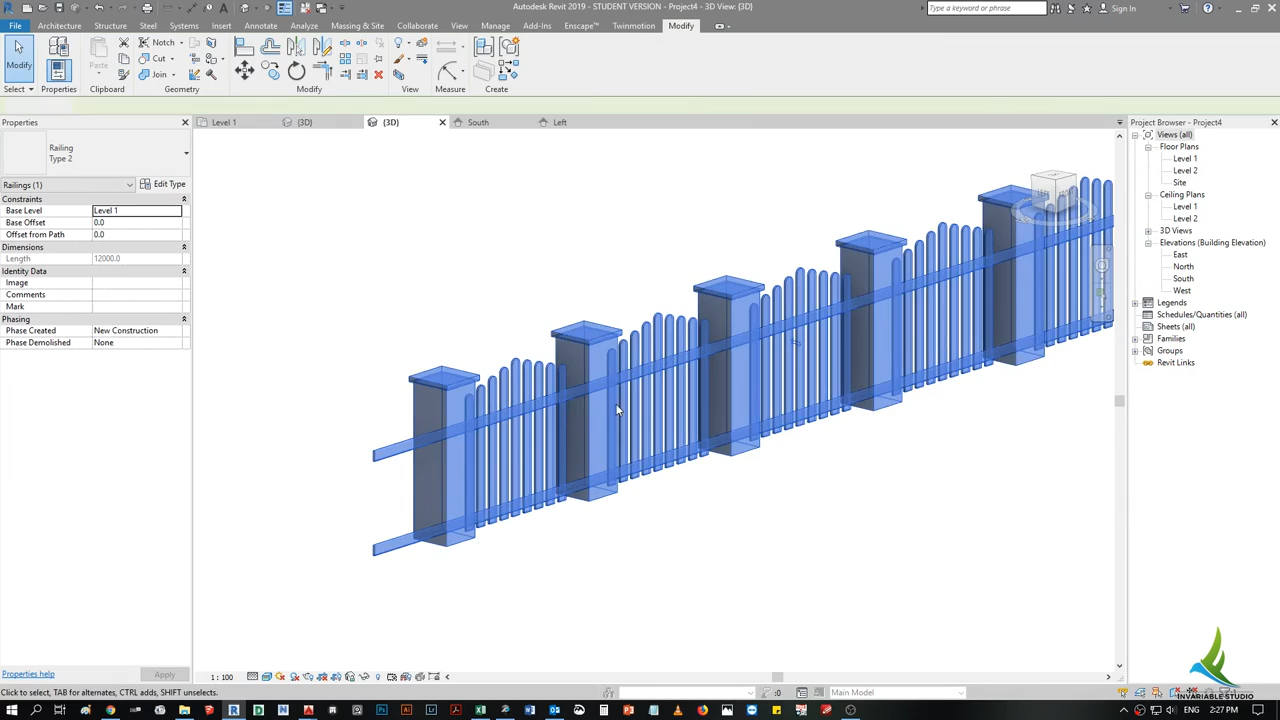 Autodesk Revit 2019 - STUDENT VERSION - Project4 - 3D View: {3D}
Type a keyword or phrase
Sign In
File Architecture Structure Steel Systems Insert Annotate Analyze Massing & Site Collaborate View Manage Add-Ins Enscape™ Twinmotion Modify
Modify
Properties
Paste
Notch
Cut
Join
Select Properties Clipboard Geometry Modify View Measure Create
Properties
Level 1 {3D} {3D} South Left
Project Browser - Project4
Railing
Type 2
Railings (1)
Edit Type
Constraints
Base Level Level 1
Base Offset 0.0
Offset from Path 0.0
Dimensions
Length 12000.0
Identity Data
Image
Comments
Mark
Phasing
Phase Created New Construction
Phase Demolished None
Views (all)
Floor Plans
Level 1
Level 2
Site
Ceiling Plans
Level 1
Level 2
3D Views
Elevations (Building Elevation)
East
North
South
West
Legends
Schedules/Quantities (all)
Sheets (all)
Families
Groups
Revit Links
Properties help
Apply
1 : 100
Click to select, TAB for alternates, CTRL adds, SHIFT unselects.
:0
Main Model
INVARIABLE STUDIO
ENG 2:27 PM